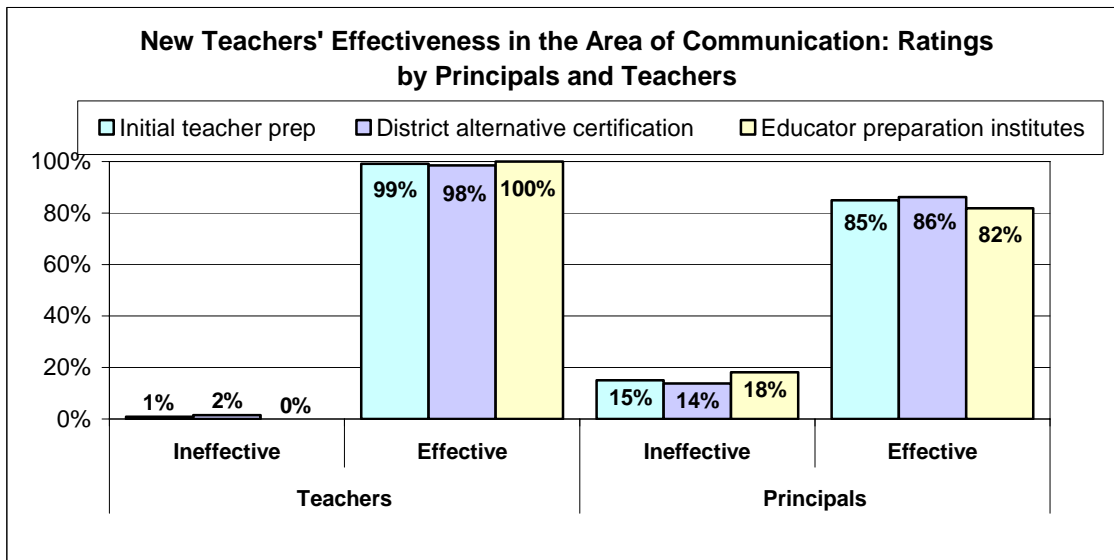 New Teachers' Effectiveness in the Area of Communication: Ratings
by Principals and Teachers
Initial teacher prep District alternative certification Educator preparation institutes
100%
80%
60%
40%
20%
0%
1% 2% 0%
99% 98% 100%
15% 14% 18%
85% 86% 82%
Ineffective Effective Ineffective Effective
Teachers Principals